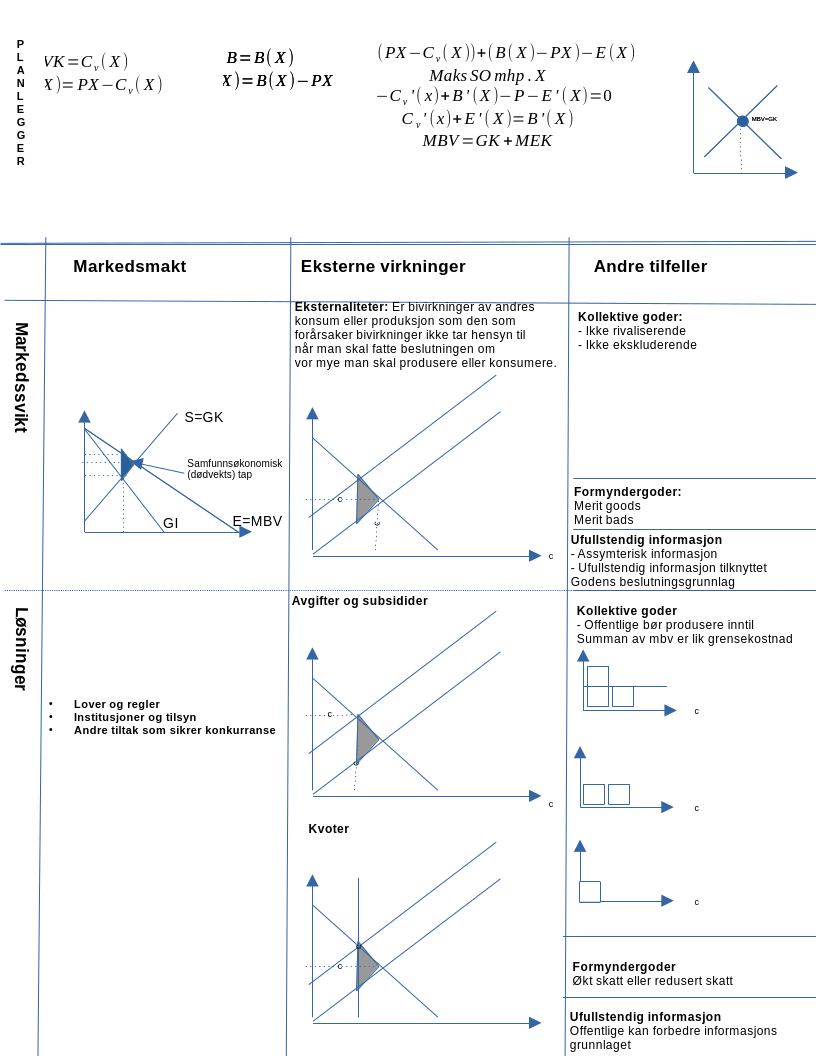 PLANLEGGER
VK=C_v(X)
X)=PX−C_v(X)
B=B(X)
X)=B(X)−PX
(PX−C_v(X))+(B(X)−PX)−E(X)
Maks SO mhp . X
−C_v'(x)+B'(X)−P−E'(X)=0
C_v'(x)+E'(X)=B'(X)
MBV=GK+MEK
MBV=GK
Markedsmakt
Eksterne virkninger
Andre tilfeller
Markedssvikt
S=GK
Samfunnsøkonomisk
(dødvekts) tap
GI
E=MBV
Eksternaliteter: Er bivirkninger av andres
konsum eller produksjon som den som
forårsaker bivirkninger ikke tar hensyn til
når man skal fatte beslutningen om
vor mye man skal produsere eller konsumere.
c
c
Kollektive goder:
- Ikke rivaliserende
- Ikke ekskluderende
Formyndergoder:
Merit goods
Merit bads
Ufullstendig informasjon
- Assymterisk informasjon
- Ufullstendig informasjon tilknyttet
Godens beslutningsgrunnlag
Løsninger
• Lover og regler
• Institusjoner og tilsyn
• Andre tiltak som sikrer konkurranse
Avgifter og subsidider
c
c
Kvoter
c
Kollektive goder
- Offentlige bør produsere inntil
Summan av mbv er lik grensekostnad
c
c
c
Formyndergoder
Økt skatt eller redusert skatt
Ufullstendig informasjon
Offentlige kan forbedre informasjons
grunnlaget